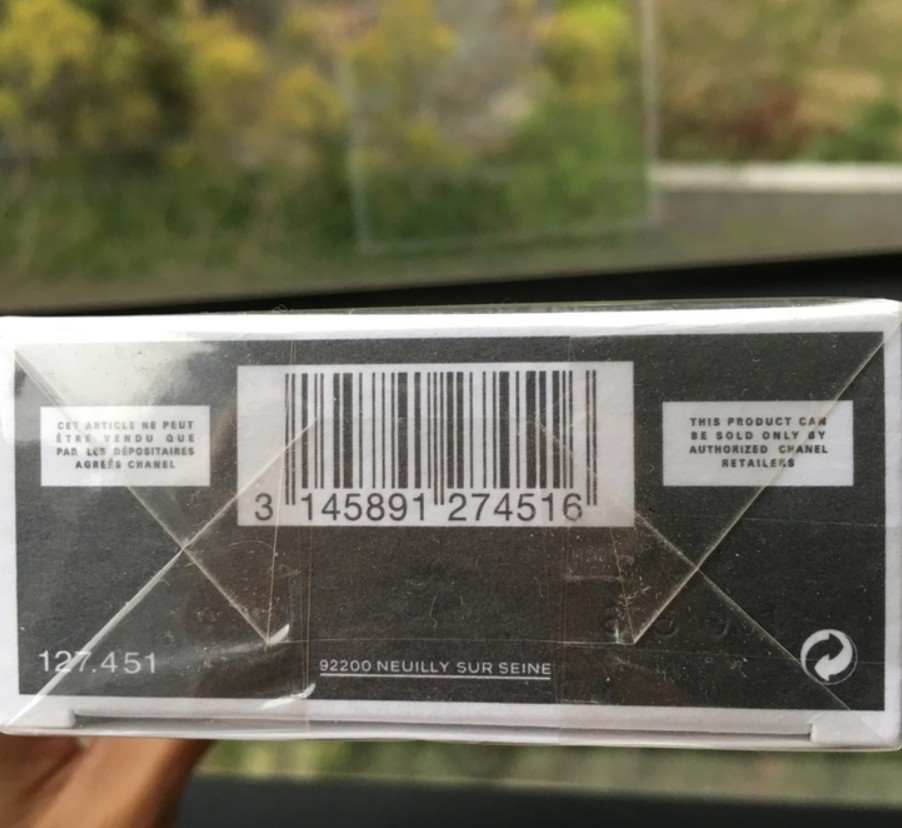 CET ARTICLE NE PEUT
ÊTRE VENDU QUE
PAR LES DÉPOSITAIRES
AGRÉÉS CHANEL
3 145891 274516
THIS PRODUCT CAN
BE SOLD ONLY BY
AUTHORIZED CHANEL
RETAILERS
127.451
92200 NEUILLY SUR SEINE